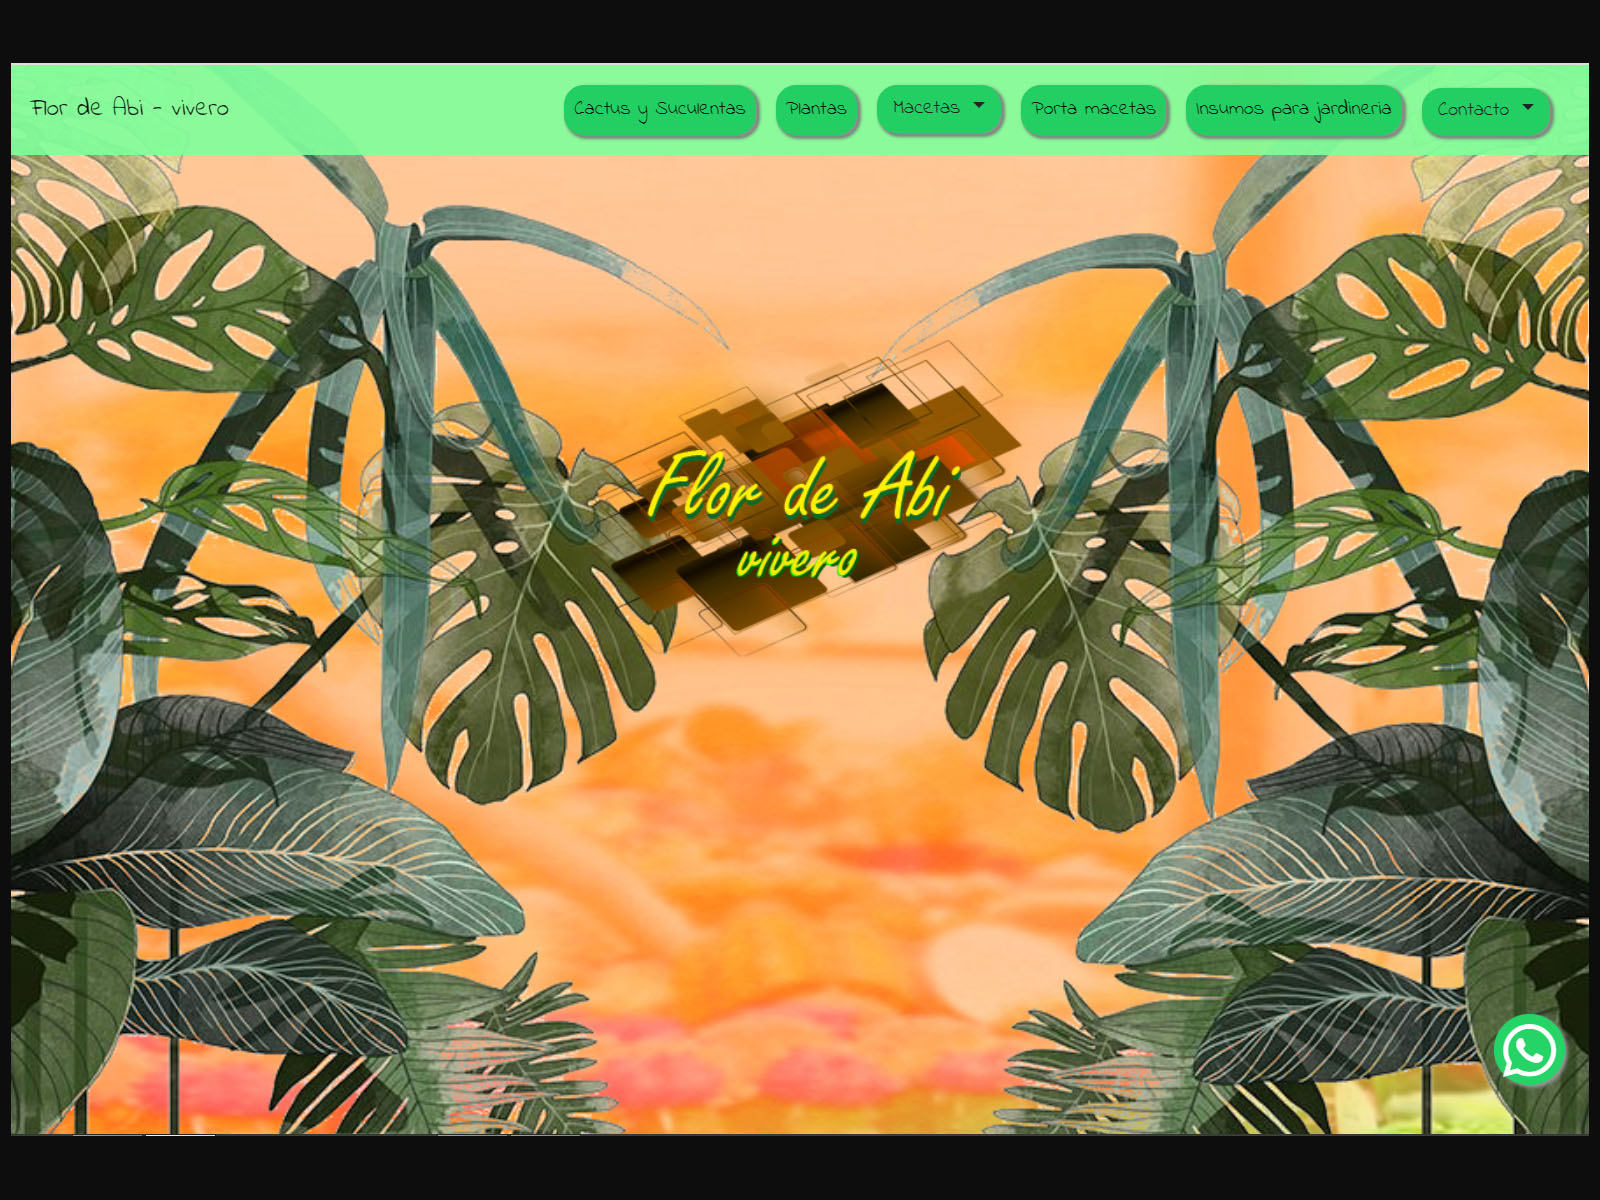 Flor de Abi - vivero
Cactus y Suculentas
Plantas
Macetas
Porta macetas
Insumos para jardineria
Contacto
Flor de Abi
vivero